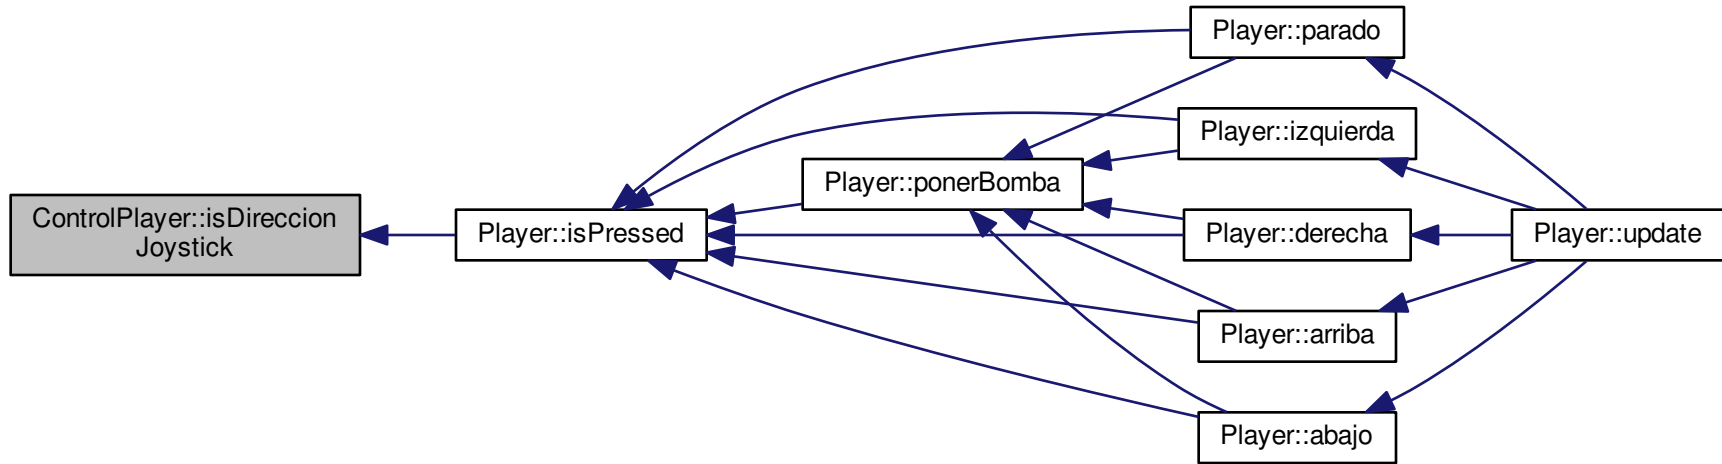 ControlPlayer::isDireccion
Joystick
Player::isPressed
Player::ponerBomba
Player::parado
Player::izquierda
Player::derecha
Player::arriba
Player::abajo
Player::update